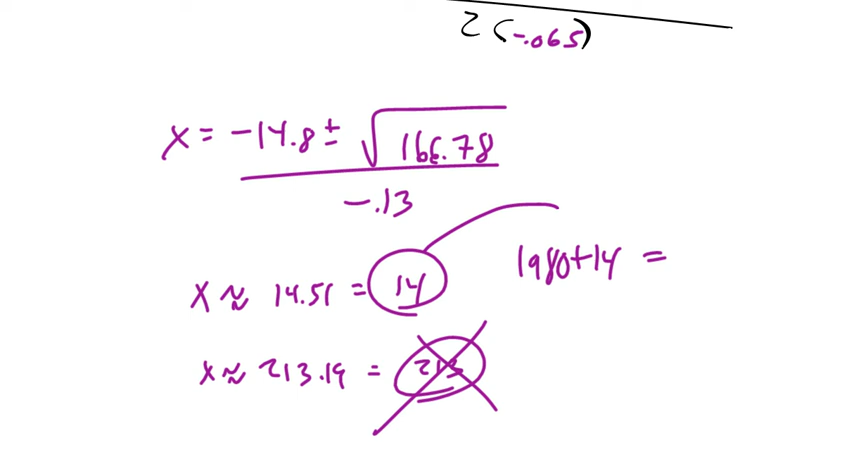 2(-.065)
x = -14.8 ± √166.78
-.13
1980+14 =
x ≈ 14.51 = 14
x ≈ 213.19 = 213